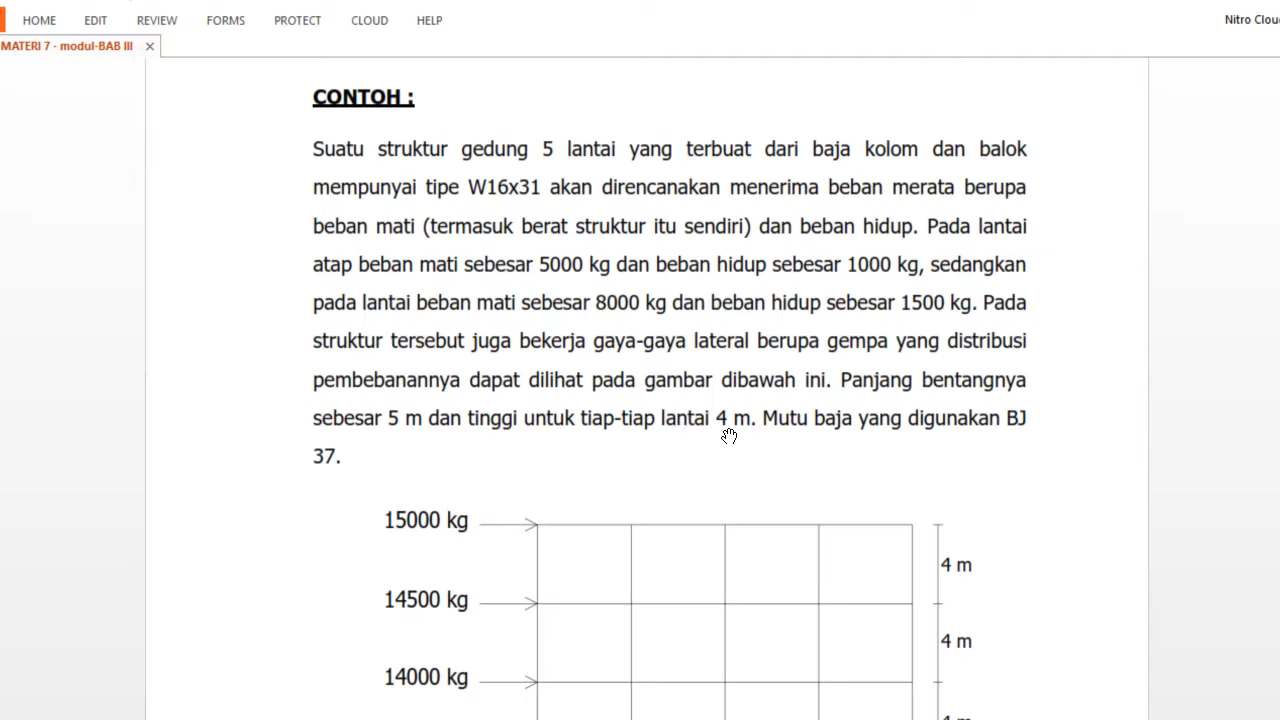 HOME EDIT REVIEW FORMS PROTECT CLOUD HELP Nitro Clou
MATERI 7 - modul-BAB III
CONTOH :
Suatu struktur gedung 5 lantai yang terbuat dari baja kolom dan balok
mempunyai tipe W16x31 akan direncanakan menerima beban merata berupa
beban mati (termasuk berat struktur itu sendiri) dan beban hidup. Pada lantai
atap beban mati sebesar 5000 kg dan beban hidup sebesar 1000 kg, sedangkan
pada lantai beban mati sebesar 8000 kg dan beban hidup sebesar 1500 kg. Pada
struktur tersebut juga bekerja gaya-gaya lateral berupa gempa yang distribusi
pembebanannya dapat dilihat pada gambar dibawah ini. Panjang bentangnya
sebesar 5 m dan tinggi untuk tiap-tiap lantai 4 m. Mutu baja yang digunakan BJ
37.
15000 kg
4 m
14500 kg
4 m
14000 kg
4 m